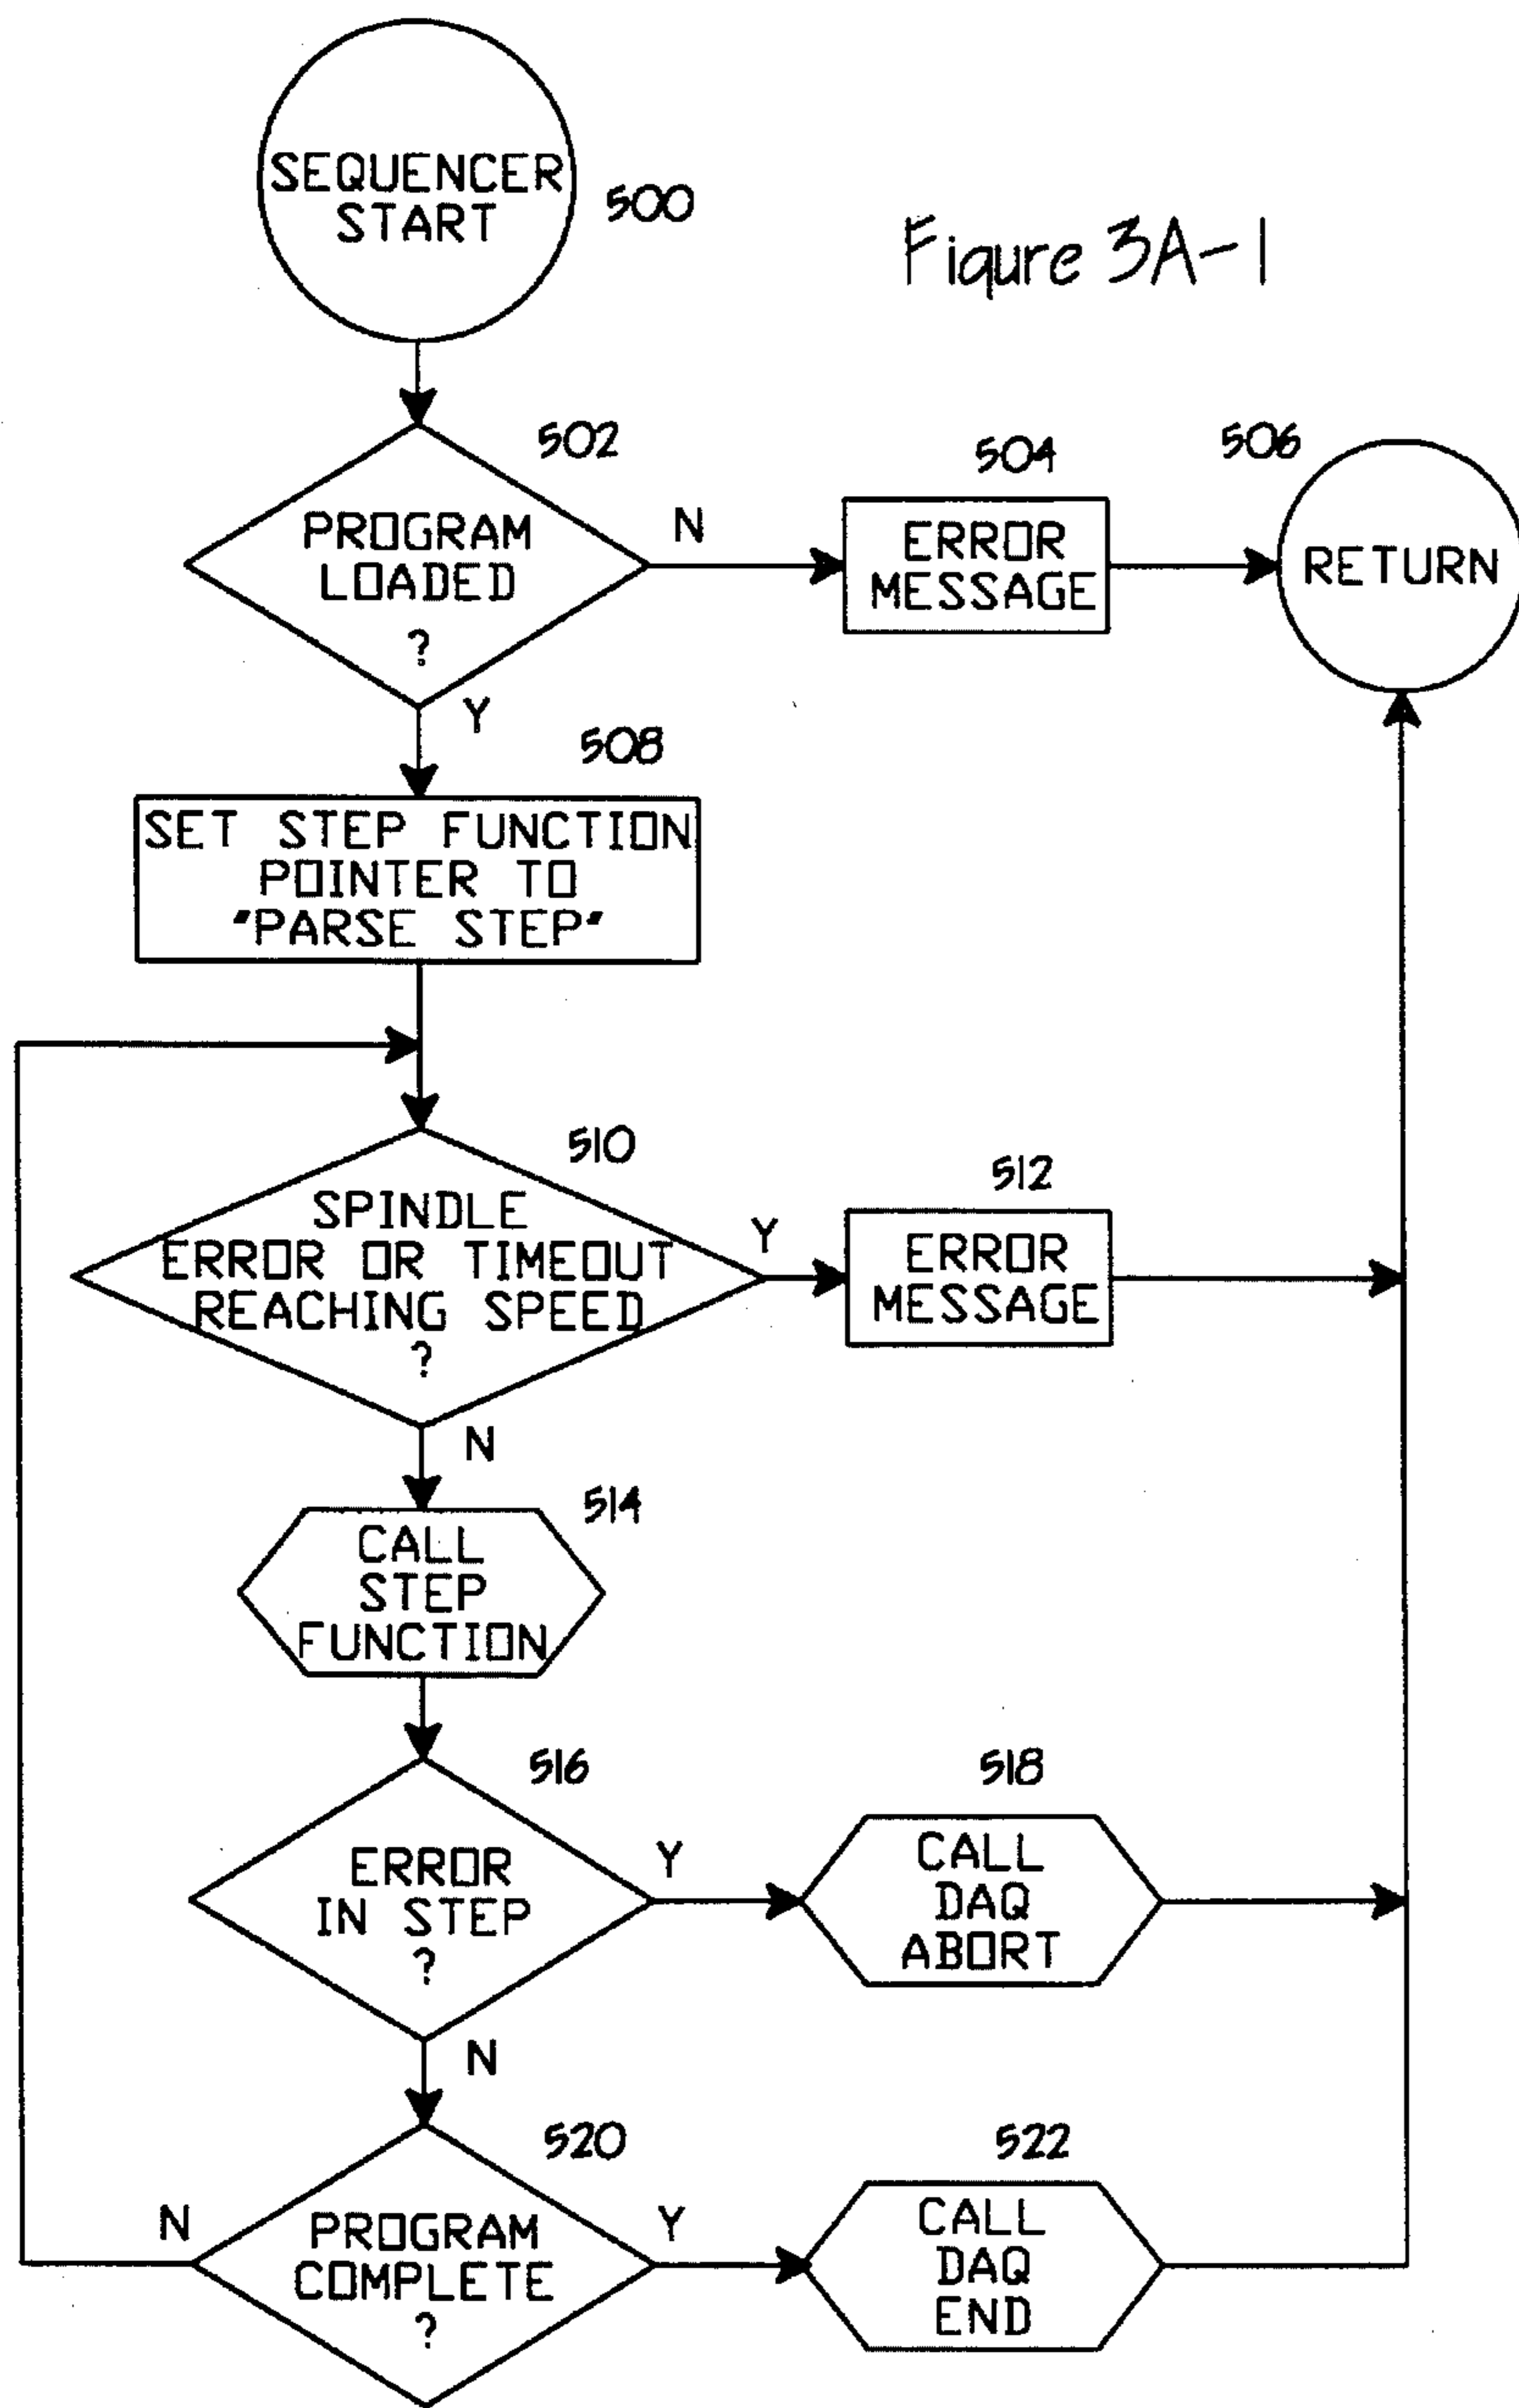 SEQUENCER
START
500
Figure 3A-1
502
PROGRAM
LOADED
?
N
Y
504
ERROR
MESSAGE
506
RETURN
508
SET STEP FUNCTION
POINTER TO
"PARSE STEP"
510
SPINDLE
ERROR OR TIMEOUT
REACHING SPEED
?
Y
N
512
ERROR
MESSAGE
514
CALL
STEP
FUNCTION
516
ERROR
IN STEP
?
Y
N
518
CALL
DAQ
ABORT
520
PROGRAM
COMPLETE
?
N
Y
522
CALL
DAQ
END